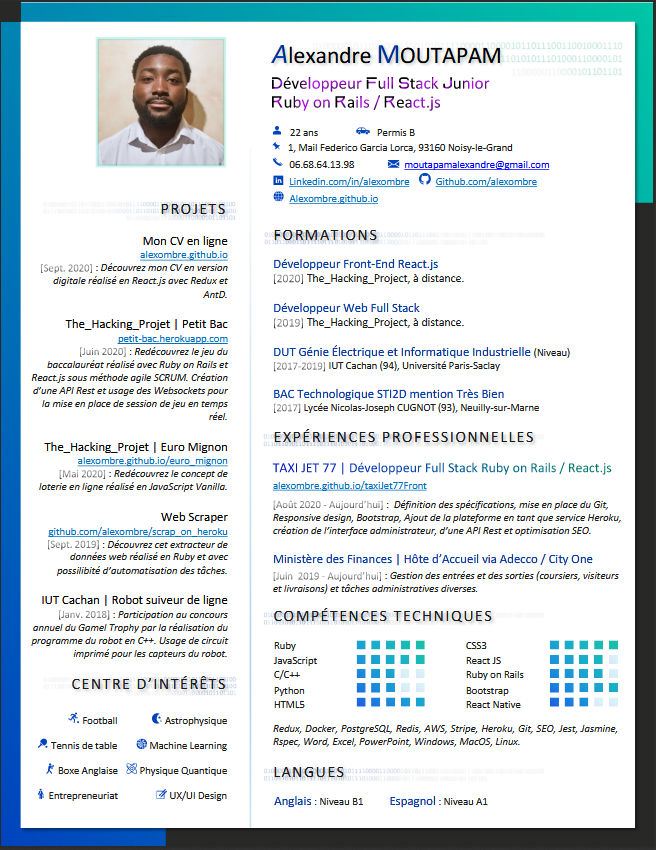 Alexandre MOUTAPAM
Développeur Full Stack Junior
Ruby on Rails / React.js
22 ans Permis B
1, Mail Federico Garcia Lorca, 93160 Noisy-le-Grand
06.68.64.13.98 moutapamalexandre@gmail.com
Linkedin.com/in/alexombre Github.com/alexombre
Alexombre.github.io
PROJETS
Mon CV en ligne
alexombre.github.io
[Sept. 2020] : Découvrez mon CV en version
digitale réalisé en React.js avec Redux et
AntD.
The_Hacking_Projet | Petit Bac
petit-bac.herokuapp.com
[Juin 2020] : Redécouvrez le jeu du
baccalauréat réalisé avec Ruby on Rails et
React.js sous méthode agile SCRUM. Création
d'une API Rest et usage des Websockets pour
la mise en place de session de jeu en temps
réel.
The_Hacking_Projet | Euro Mignon
alexombre.github.io/euro_mignon
[Mai 2020] : Redécouvrez le concept de
loterie en ligne réalisé en JavaScript Vanilla.
Web Scraper
github.com/alexombre/scrap_on_heroku
[Sept. 2019] : Découvrez cet extracteur de
données web réalisé en Ruby et avec
possilibité d'automatisation des tâches.
IUT Cachan | Robot suiveur de ligne
[Janv. 2018] : Participation au concours
annuel du Gamel Trophy par la réalisation du
programme du robot en C++. Usage de circuit
imprimé pour les capteurs du robot.
CENTRE D'INTÉRÊTS
Football Astrophysique
Tennis de table Machine Learning
Boxe Anglaise Physique Quantique
Entrepreneuriat UX/UI Design
FORMATIONS
Développeur Front-End React.js
[2020] The_Hacking_Projet, à distance.
Développeur Web Full Stack
[2019] The_Hacking_Projet, à distance.
DUT Génie Électrique et Informatique Industrielle (Niveau)
[2017-2019] IUT Cachan (94), Université Paris-Saclay
BAC Technologique STI2D mention Très Bien
[2017] Lycée Nicolas-Joseph CUGNOT (93), Neuilly-sur-Marne
EXPÉRIENCES PROFESSIONNELLES
TAXI JET 77 | Développeur Full Stack Ruby on Rails / React.js
alexombre.github.io/taxiJet77Front
[Août 2020 - Aujourd'hui] : Définition des spécifications, mise en place du Git,
Responsive design, Bootstrap, Ajout de la plateforme en tant que service Heroku,
création de l'interface administrateur, d'une API Rest et optimisation SEO.
Ministère des Finances | Hôte d'Accueil via Adecco / City One
[Juin 2019 - Aujourd'hui] : Gestion des entrées et des sorties (coursiers, visiteurs
et livraisons) et tâches administratives diverses.
COMPÉTENCES TECHNIQUES
Ruby CSS3
JavaScript React JS
C/C++ Ruby on Rails
Python Bootstrap
HTML5 React Native
Redux, Docker, PostgreSQL, Redis, AWS, Stripe, Heroku, Git, SEO, Jest, Jasmine,
Rspec, Word, Excel, PowerPoint, Windows, MacOS, Linux.
LANGUES
Anglais : Niveau B1 Espagnol : Niveau A1